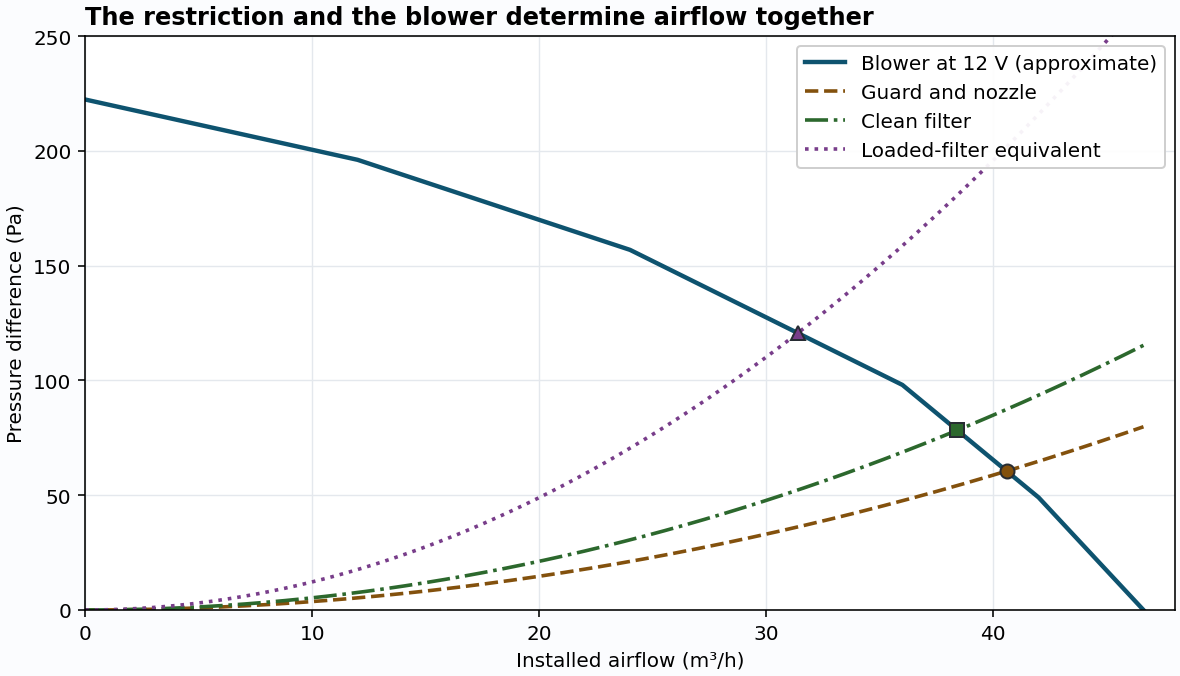 The restriction and the blower determine airflow together
Pressure difference (Pa)
250
200
150
100
50
0
Blower at 12 V (approximate)
Guard and nozzle
Clean filter
Loaded-filter equivalent
0
10
20
30
40
Installed airflow (m³/h)